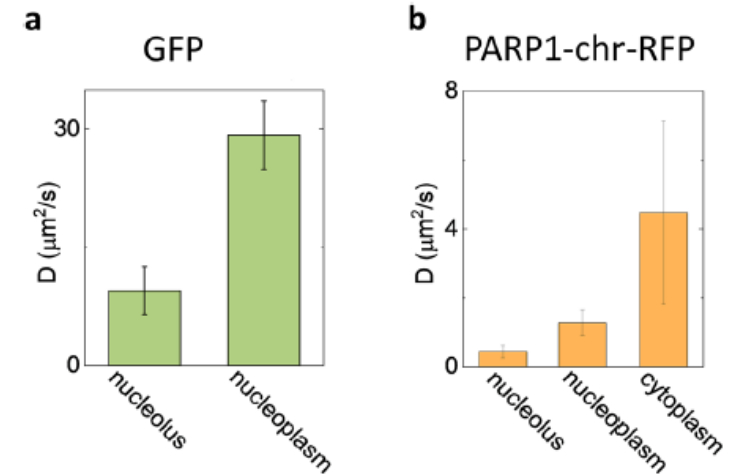 a
GFP
30
0
D (μm²/s)
nucleolus
nucleoplasm
b
PARP1-chr-RFP
8
4
0
D (μm²/s)
nucleolus
nucleoplasm
cytoplasm